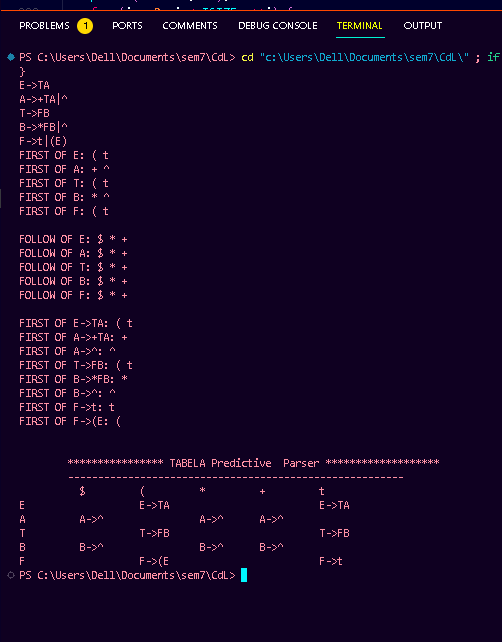 PROBLEMS 1 PORTS COMMENTS DEBUG CONSOLE TERMINAL OUTPUT
PS C:\Users\Dell\Documents\sem7\CdL> cd "c:\Users\Dell\Documents\sem7\CdL\" ; if
}
E->TA
A->+TA|^
T->FB
B->*FB|^
F->t|(E)
FIRST OF E: ( t
FIRST OF A: + ^
FIRST OF T: ( t
FIRST OF B: * ^
FIRST OF F: ( t
FOLLOW OF E: $ * +
FOLLOW OF A: $ * +
FOLLOW OF T: $ * +
FOLLOW OF B: $ * +
FOLLOW OF F: $ * +
FIRST OF E->TA: ( t
FIRST OF A->+TA: +
FIRST OF A->^: ^
FIRST OF T->FB: ( t
FIRST OF B->*FB: *
FIRST OF B->^: ^
FIRST OF F->t: t
FIRST OF F->(E: (
**************** TABELA Predictive  Parser *******************
--------------------------------------------------------
$ ( * + t
E E->TA E->TA
A A->^ A->^ A->^
T T->FB T->FB
B B->^ B->^ B->^
F F->(E F->t
PS C:\Users\Dell\Documents\sem7\CdL>